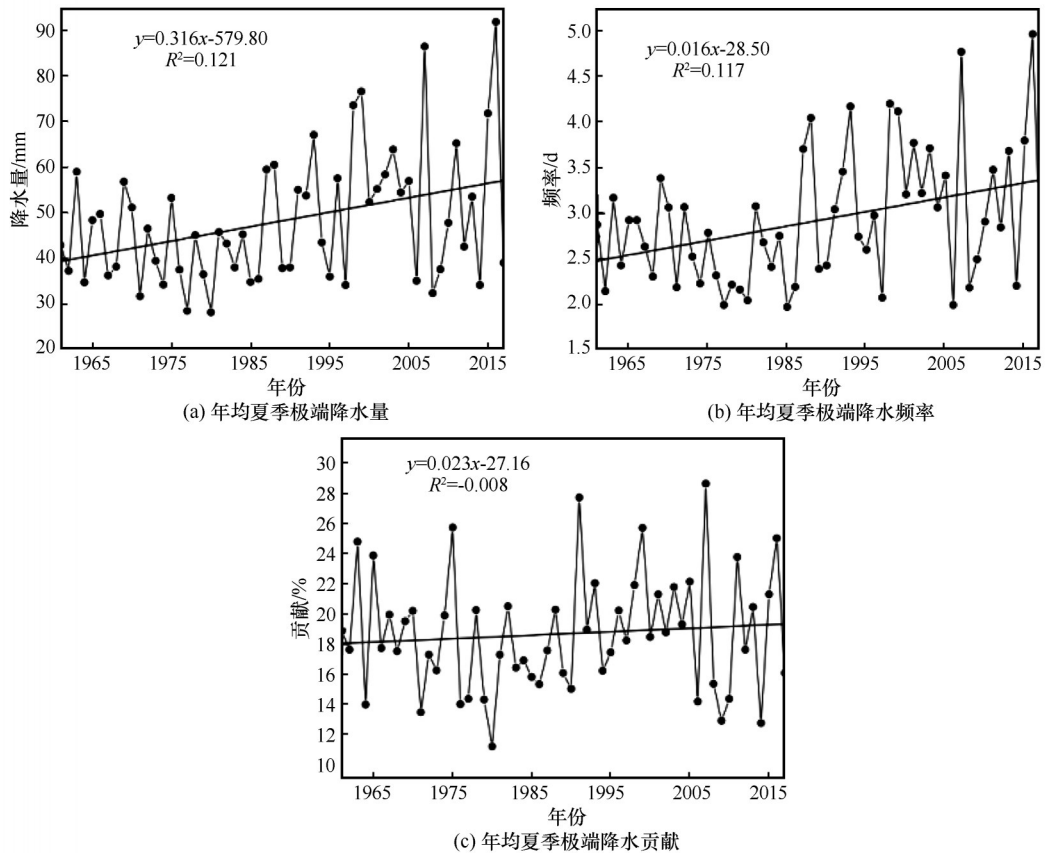 y=0.316x-579.80
R²=0.121
90
80
70
60
50
40
30
20
降水量/mm
1965 1975 1985 1995 2005 2015
年份
(a) 年均夏季极端降水量
y=0.016x-28.50
R²=0.117
5.0
4.5
4.0
3.5
3.0
2.5
2.0
1.5
频率/d
1965 1975 1985 1995 2005 2015
年份
(b) 年均夏季极端降水频率
y=0.023x-27.16
R²=-0.008
30
28
26
24
22
20
18
16
14
12
10
贡献/%
1965 1975 1985 1995 2005 2015
年份
(c) 年均夏季极端降水贡献